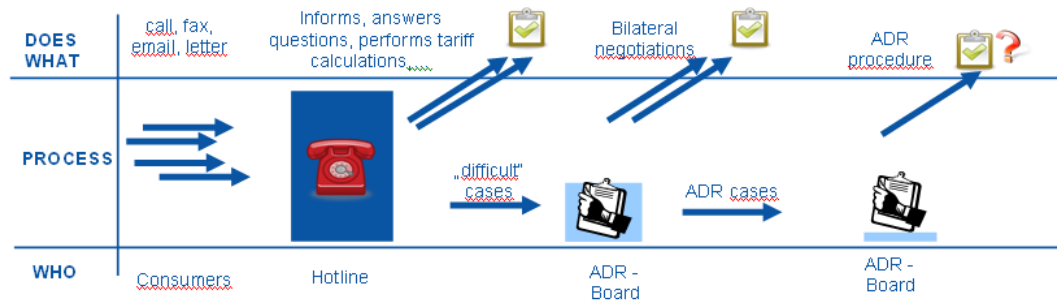 DOES
WHAT
call, fax,
email, letter
Informs, answers
questions, performs tariff
calculations,....
Bilateral
negotiations
ADR
procedure
?
PROCESS
„difficult"
cases
ADR cases
WHO
Consumers
Hotline
ADR -
Board
ADR -
Board